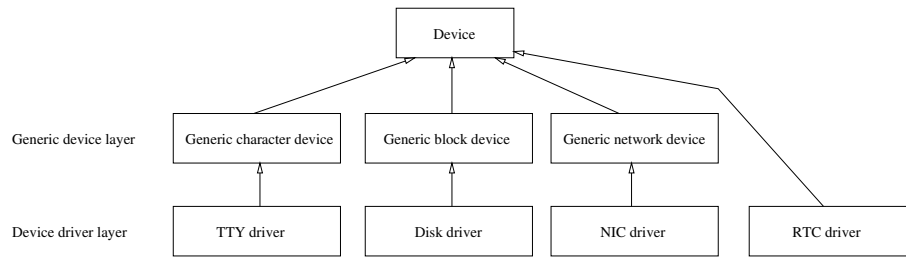 Device
Generic device layer
Generic character device
Generic block device
Generic network device
Device driver layer
TTY driver
Disk driver
NIC driver
RTC driver